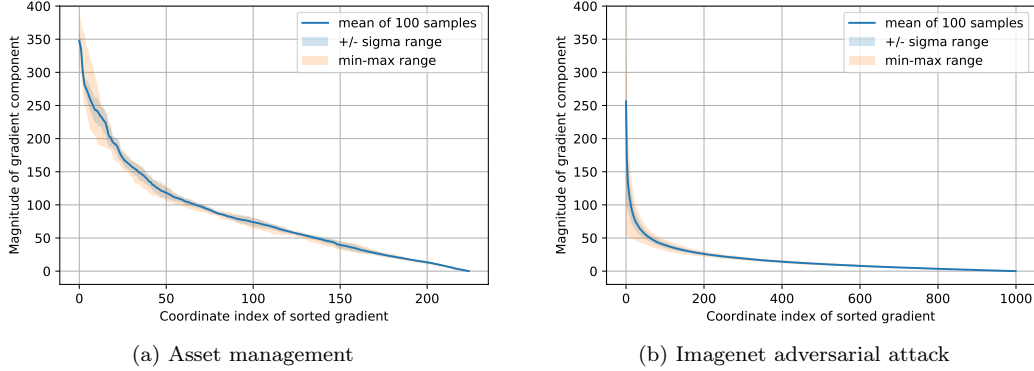 400
350
300
250
200
150
100
50
0
Magnitude of gradient component
mean of 100 samples
+/- sigma range
min-max range
0 50 100 150 200
Coordinate index of sorted gradient
(a) Asset management
400
350
300
250
200
150
100
50
0
Magnitude of gradient component
mean of 100 samples
+/- sigma range
min-max range
0 200 400 600 800 1000
Coordinate index of sorted gradient
(b) Imagenet adversarial attack